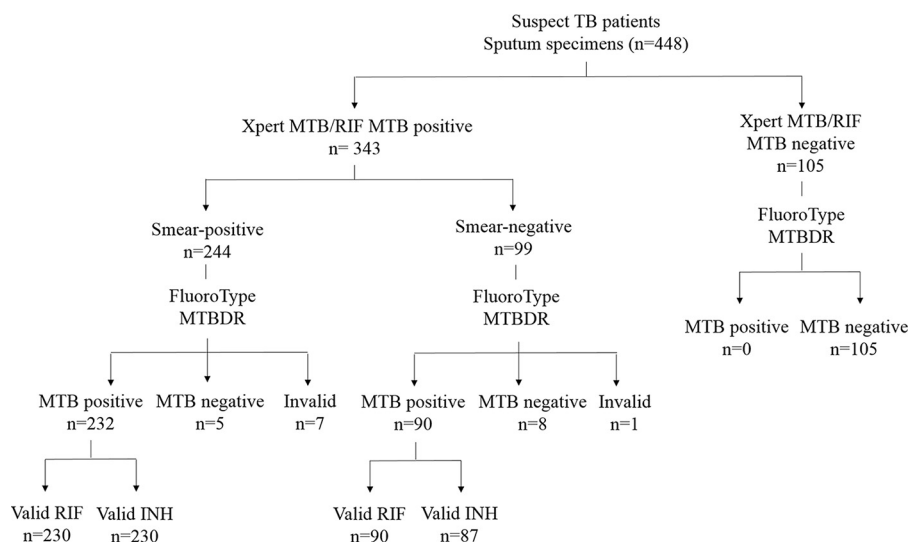 Suspect TB patients
Sputum specimens (n=448)
Xpert MTB/RIF MTB positive
n= 343
Xpert MTB/RIF
MTB negative
n=105
Smear-positive
n=244
Smear-negative
n=99
FluoroType
MTBDR
FluoroType
MTBDR
FluoroType
MTBDR
MTB positive
n=0
MTB negative
n=105
MTB positive
n=232
MTB negative
n=5
Invalid
n=7
MTB positive
n=90
MTB negative
n=8
Invalid
n=1
Valid RIF
n=230
Valid INH
n=230
Valid RIF
n=90
Valid INH
n=87